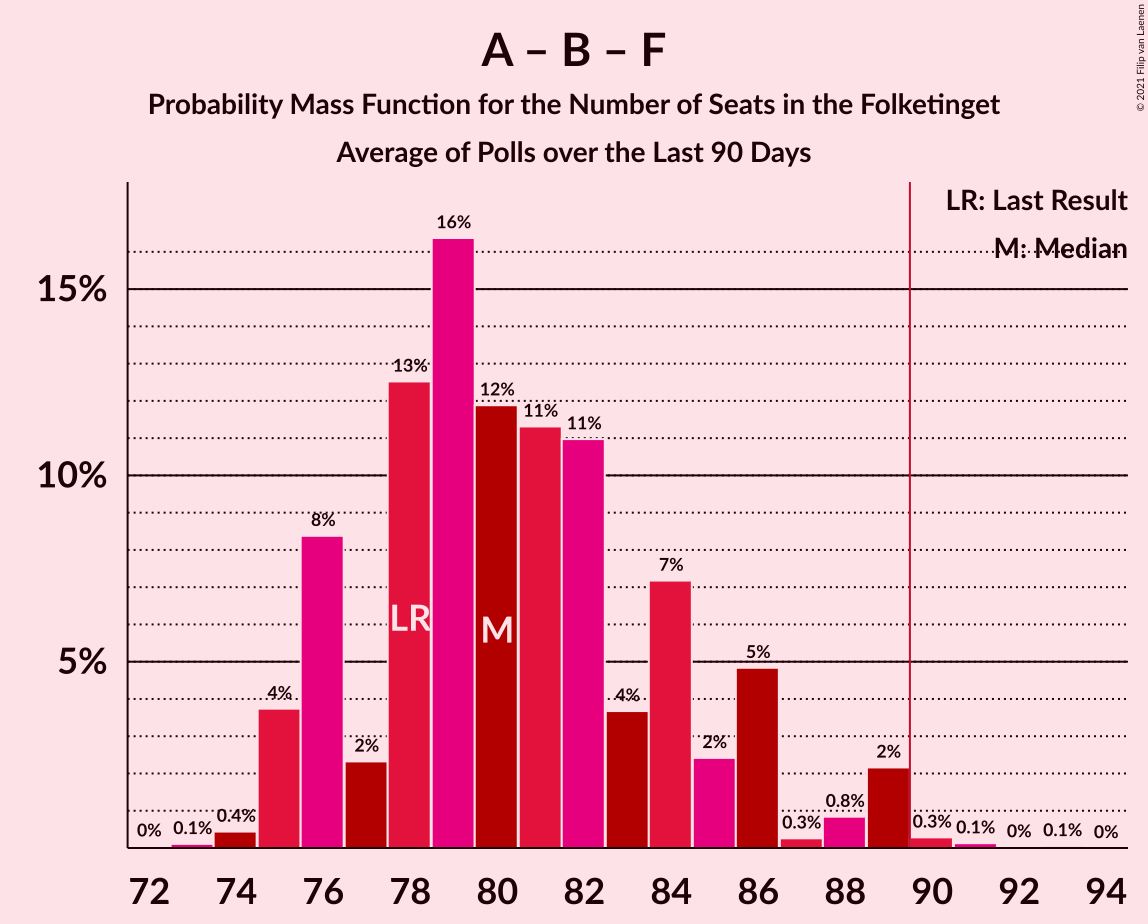 A – B – F
Probability Mass Function for the Number of Seats in the Folketinget
Average of Polls over the Last 90 Days
© 2021 Filip van Laenen
LR: Last Result
M: Median
15%
10%
5%
0%
0.1%
0.4%
4%
8%
2%
13%
16%
12%
11%
11%
4%
7%
2%
5%
0.3%
0.8%
2%
0.3%
0.1%
0%
0.1%
0%
LR
M
72 74 76 78 80 82 84 86 88 90 92 94